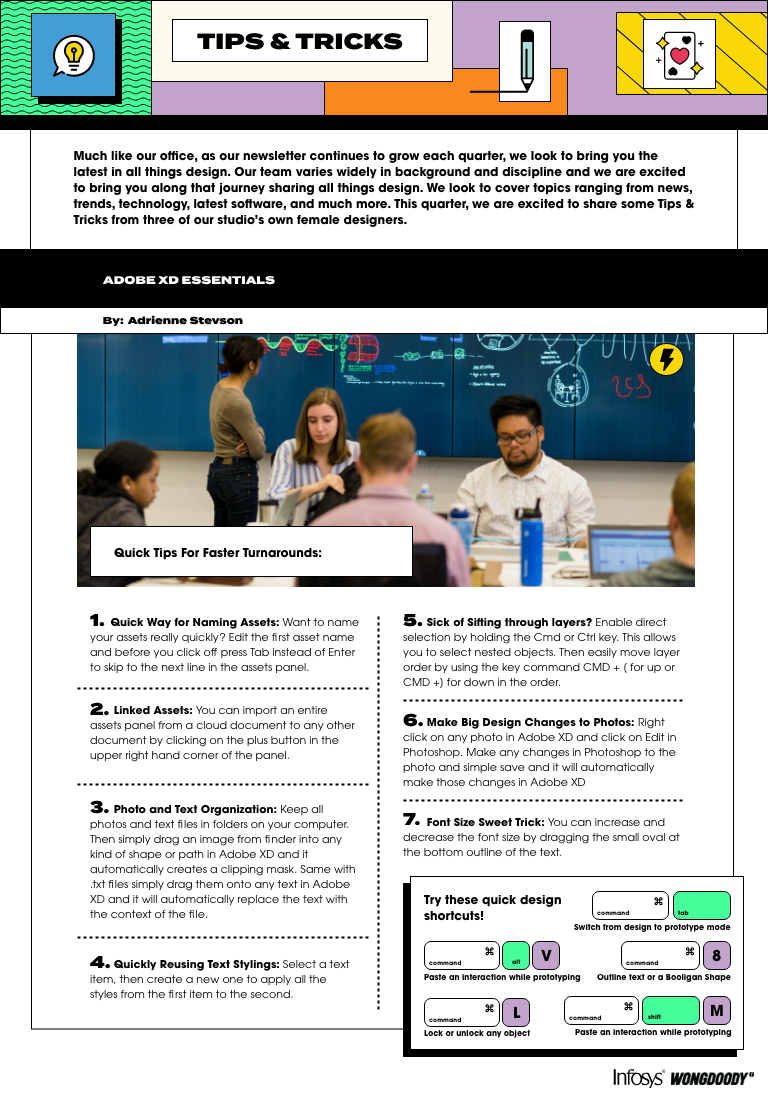 TIPS & TRICKS
Much like our office, as our newsletter continues to grow each quarter, we look to bring you the
latest in all things design. Our team varies widely in background and discipline and we are excited
to bring you along that journey sharing all things design. We look to cover topics ranging from news,
trends, technology, latest software, and much more. This quarter, we are excited to share some Tips &
Tricks from three of our studio's own female designers.
ADOBE XD ESSENTIALS
By: Adrienne Stevson
Quick Tips For Faster Turnarounds:
1. Quick Way for Naming Assets: Want to name
your assets really quickly? Edit the first asset name
and before you click off press Tab instead of Enter
to skip to the next line in the assets panel.
2. Linked Assets: You can import an entire
assets panel from a cloud document to any other
document by clicking on the plus button in the
upper right hand corner of the panel.
3. Photo and Text Organization: Keep all
photos and text files in folders on your computer.
Then simply drag an image from finder into any
kind of shape or path in Adobe XD and it
automatically creates a clipping mask. Same with
.txt files simply drag them onto any text in Adobe
XD and it will automatically replace the text with
the context of the file.
4. Quickly Reusing Text Stylings: Select a text
item, then create a new one to apply all the
styles from the first item to the second.
5. Sick of Sifting through layers? Enable direct
selection by holding the Cmd or Ctrl key. This allows
you to select nested objects. Then easily move layer
order by using the key command CMD + ( for up or
CMD +) for down in the order.
6. Make Big Design Changes to Photos: Right
click on any photo in Adobe XD and click on Edit in
Photoshop. Make any changes in Photoshop to the
photo and simple save and it will automatically
make those changes in Adobe XD
7. Font Size Sweet Trick: You can increase and
decrease the font size by dragging the small oval at
the bottom outline of the text.
Try these quick design
shortcuts!
command ⌘ tab
Switch from design to prototype mode
command ⌘ alt V
Paste an interaction while prototyping
command ⌘ 8
Outline text or a Booligan Shape
command ⌘ L
Lock or unlock any object
command ⌘ shift M
Paste an interaction while prototyping
Infosys® WONGDOODY